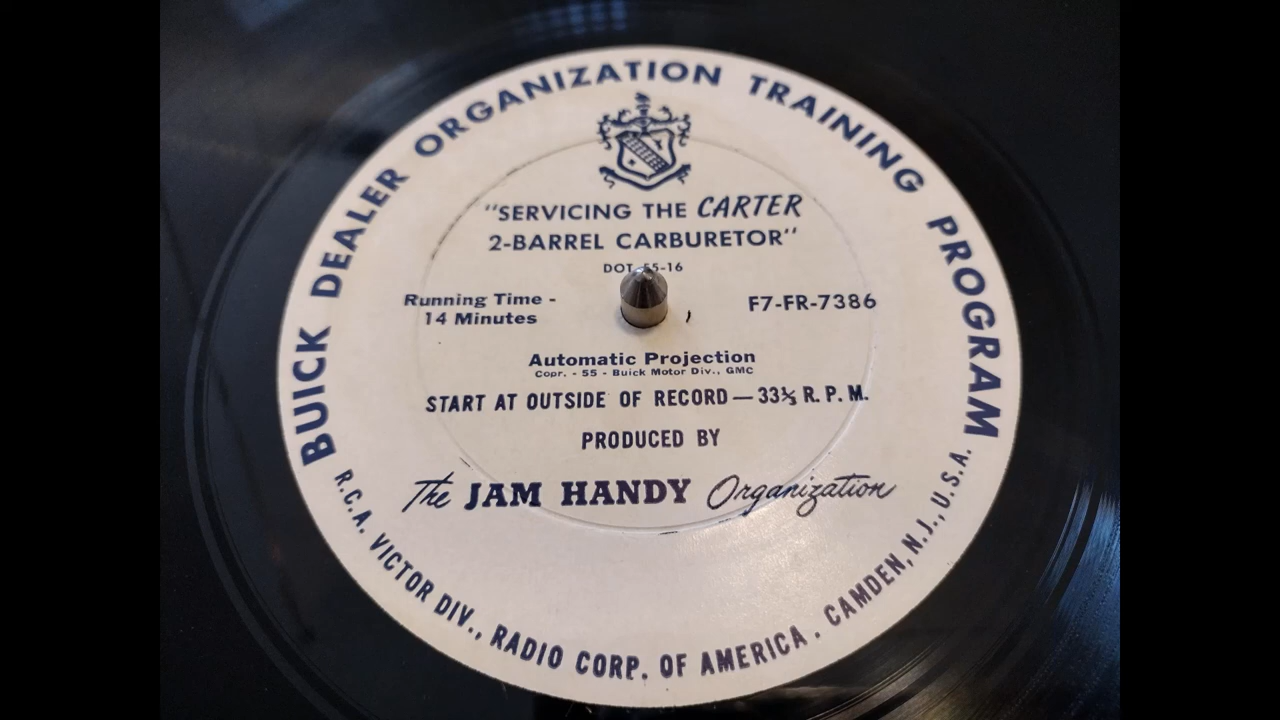 BUICK DEALER ORGANIZATION TRAINING PROGRAM
"SERVICING THE CARTER
2-BARREL CARBURETOR"
DOT 55-16
Running Time -
14 Minutes
F7-FR-7386
Automatic Projection
Copr. - 55 - Buick Motor Div., GMC
START AT OUTSIDE OF RECORD — 33⅓ R. P. M.
PRODUCED BY
The JAM HANDY Organization
R.C.A. VICTOR DIV., RADIO CORP. OF AMERICA . CAMDEN, N.J., U.S.A.